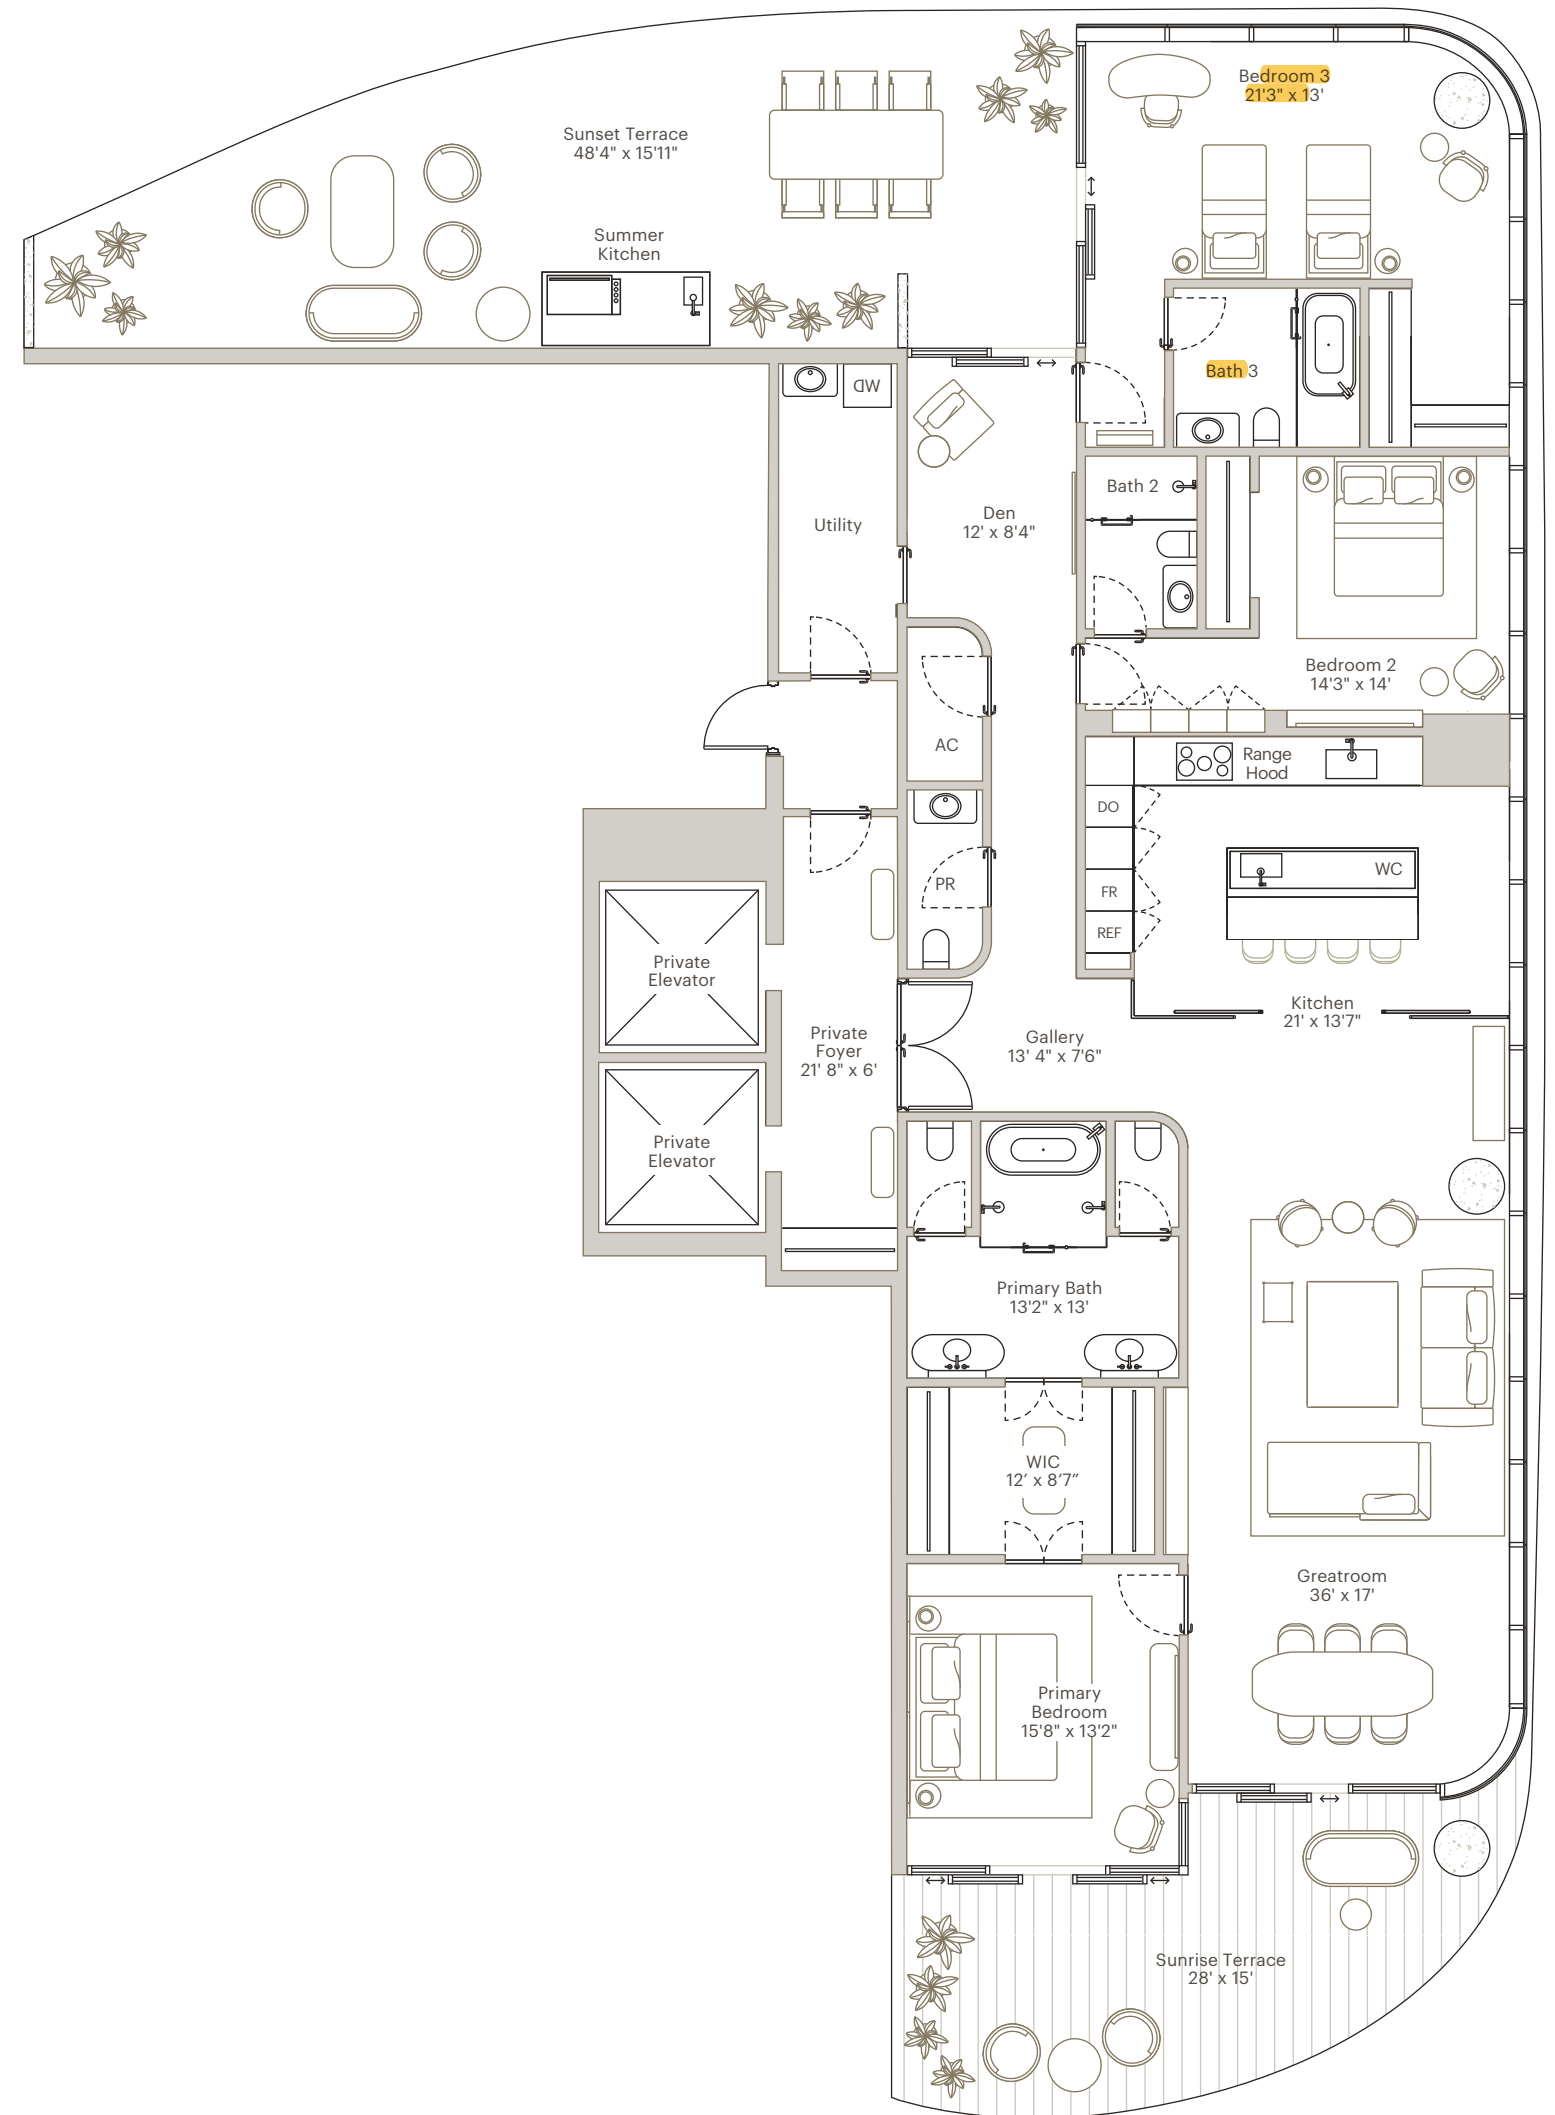 Bedroom 3
21'3" x 13'
Sunset Terrace
48'4" x 15'11"
Summer
Kitchen
Bath 3
WD
Bath 2
Den
12' x 8'4"
Utility
Bedroom 2
14'3" x 14'
AC
Range
Hood
DO
WC
PR
FR
REF
Private
Elevator
Kitchen
21' x 13'7"
Private
Foyer
21' 8" x 6'
Gallery
13' 4" x 7'6"
Private
Elevator
Primary Bath
13'2" x 13'
WIC
12’ x 8’7”
Greatroom
36' x 17'
Primary
Bedroom
15'8" x 13'2"
Sunrise Terrace
28' x 15'